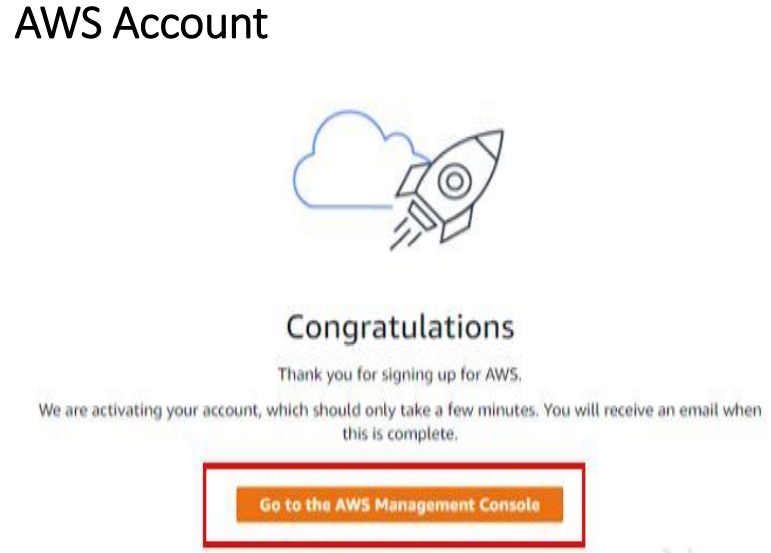 AWS Account
Congratulations
Thank you for signing up for AWS.
We are activating your account, which should only take a few minutes. You will receive an email when
this is complete.
Go to the AWS Management Console